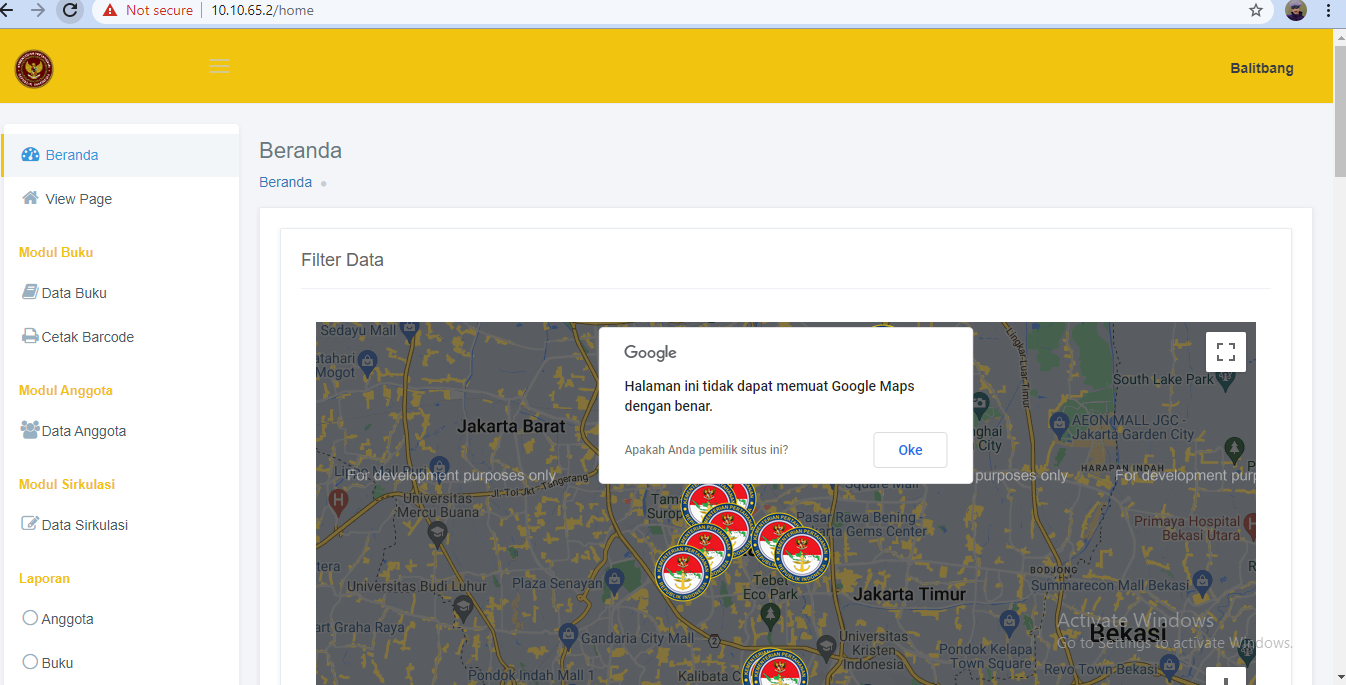 Not secure
10.10.65.2/home
Balitbang
Beranda
View Page
Modul Buku
Data Buku
Cetak Barcode
Modul Anggota
Data Anggota
Modul Sirkulasi
Data Sirkulasi
Laporan
Anggota
Buku
Beranda
Beranda
Filter Data
Google
Halaman ini tidak dapat memuat Google Maps
dengan benar.
Apakah Anda pemilik situs ini?
Oke
Sedayu Mall
atahari
Mogot
Jakarta Barat
South Lake Park
AEON MALL JGC -
Jakarta Garden City
HARAPAN INDAH
For development purposes only
purposes only
For development purp
Jl. Tol Jkt - Tangerang
Lingkar Luar Timur
City
Square Mall
Universitas
Mercu Buana
Tam
Surop
Pasar Rawa Bening -
Jakarta Gems Center
Primaya Hospital
Bekasi Utara
tera
Universitas Budi Luhur
Plaza Senayan
Tebet
Eco Park
BODJONG
Summarecon Mall Bekasi
Jakarta Timur
art Graha Raya
Gandaria City Mall
2
Universitas
Kristen
Indonesia
Pondok Kelapa
Town Square
Bekasi
Revo Town Bekasi
Pondok Indah Mall 1
Kalibata C
Activate Windows
Go to Settings to activate Windows.